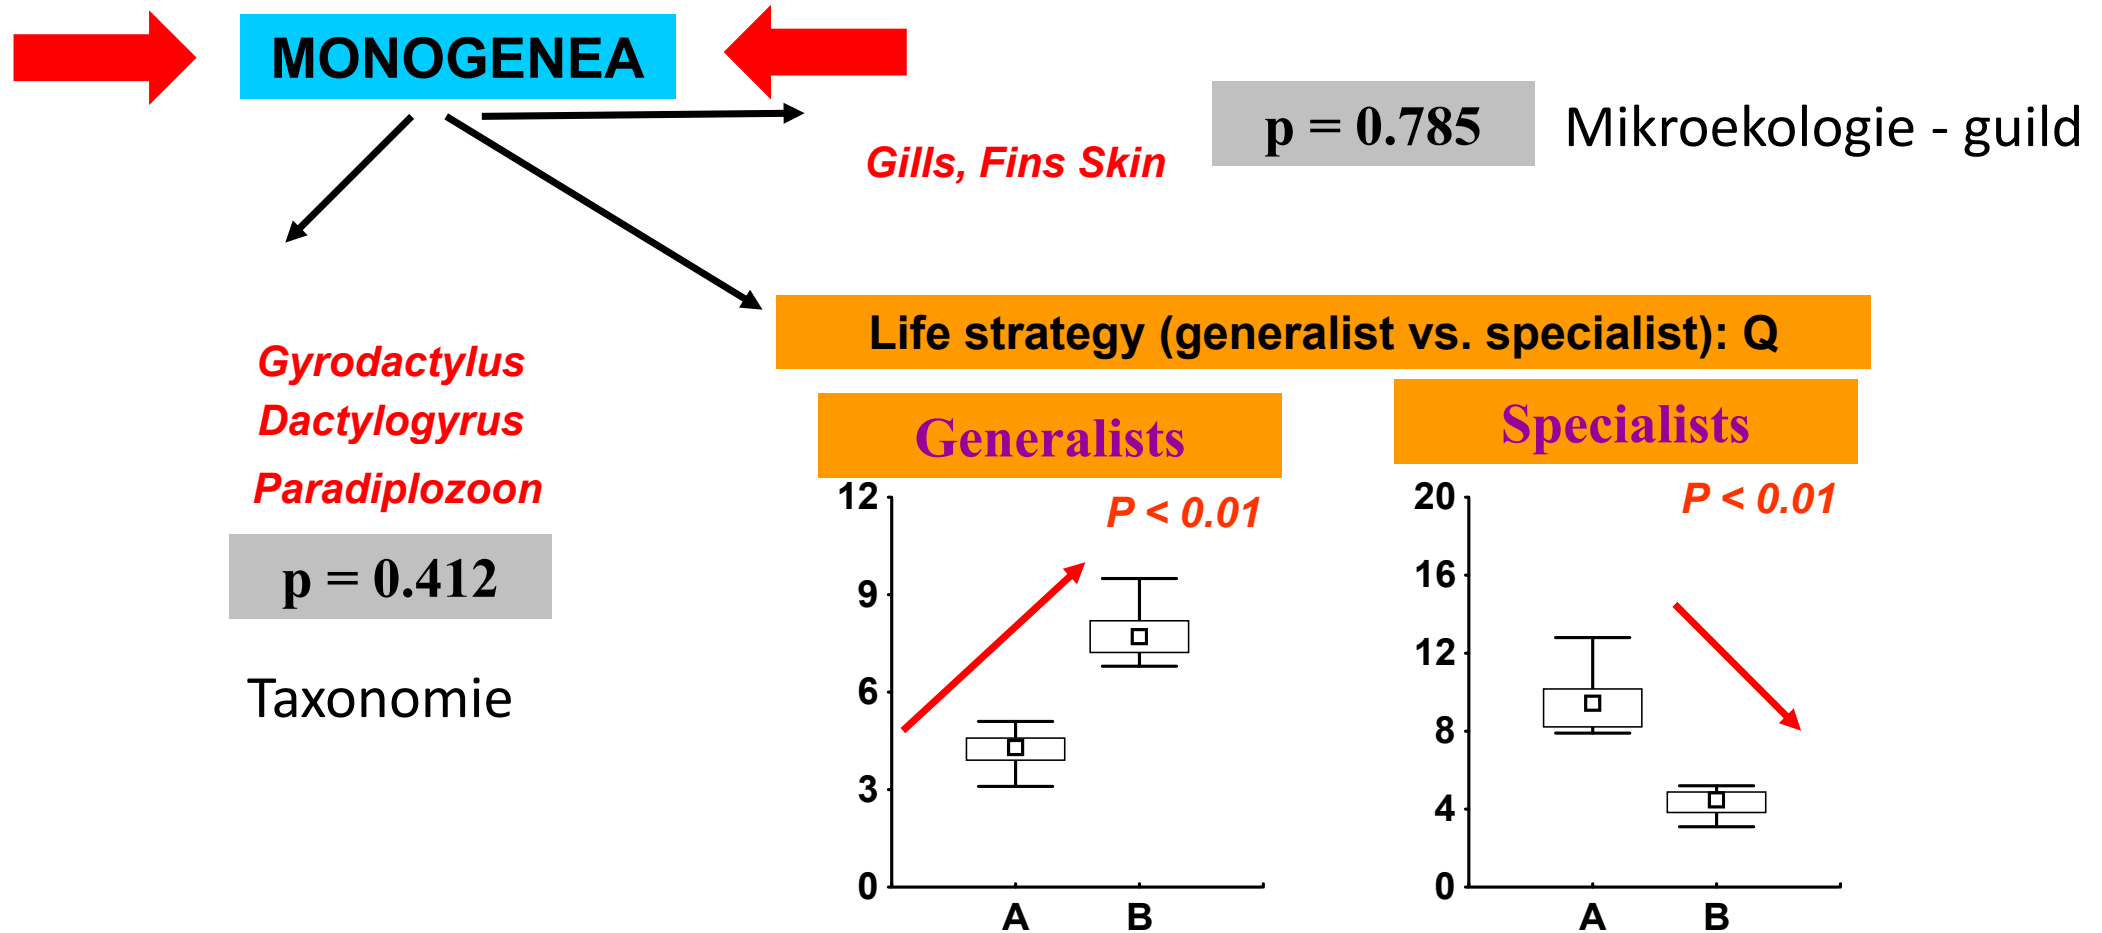 MONOGENEA
Gills, Fins Skin
p = 0.785
Mikroekologie - guild
Gyrodactylus
Dactylogyrus
Paradiplozoon
p = 0.412
Taxonomie
Life strategy (generalist vs. specialist): Q
Generalists
P < 0.01
12
9
6
3
0
A B
Specialists
P < 0.01
20
16
12
8
4
0
A B